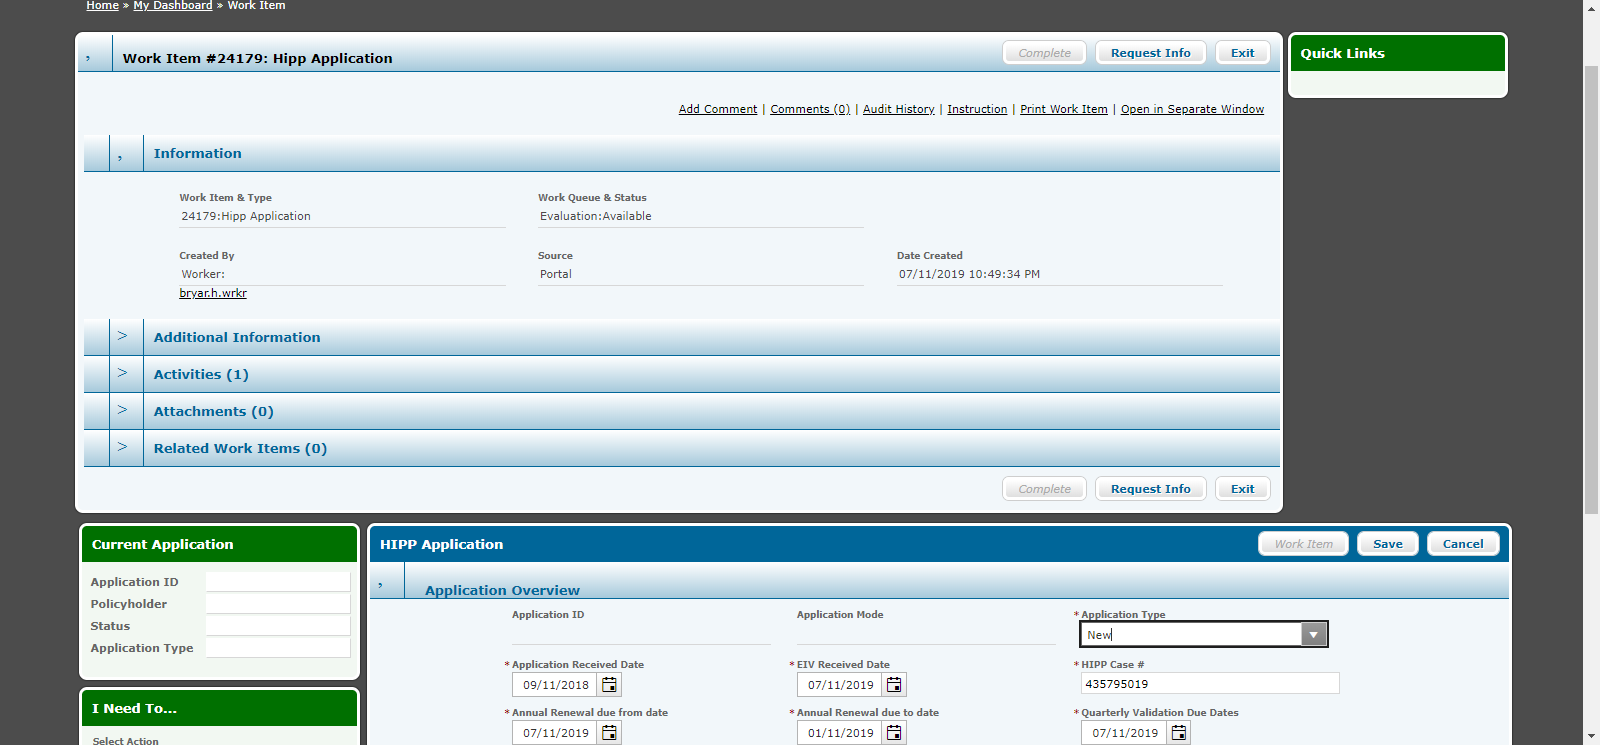 Home » My Dashboard » Work Item
, Work Item #24179: Hipp Application Complete Request Info Exit
Quick Links
Add Comment | Comments (0) | Audit History | Instruction | Print Work Item | Open in Separate Window
, Information
Work Item & Type Work Queue & Status
24179:Hipp Application Evaluation:Available
Created By Source Date Created
Worker: Portal 07/11/2019 10:49:34 PM
bryar.h.wrkr
> Additional Information
> Activities (1)
> Attachments (0)
> Related Work Items (0)
Complete Request Info Exit
Current Application
Application ID
Policyholder
Status
Application Type
I Need To...
Select Action
HIPP Application Work Item Save Cancel
, Application Overview
Application ID Application Mode * Application Type
New
* Application Received Date * EIV Received Date * HIPP Case #
09/11/2018 07/11/2019 435795019
* Annual Renewal due from date * Annual Renewal due to date * Quarterly Validation Due Dates
07/11/2019 01/11/2019 07/11/2019